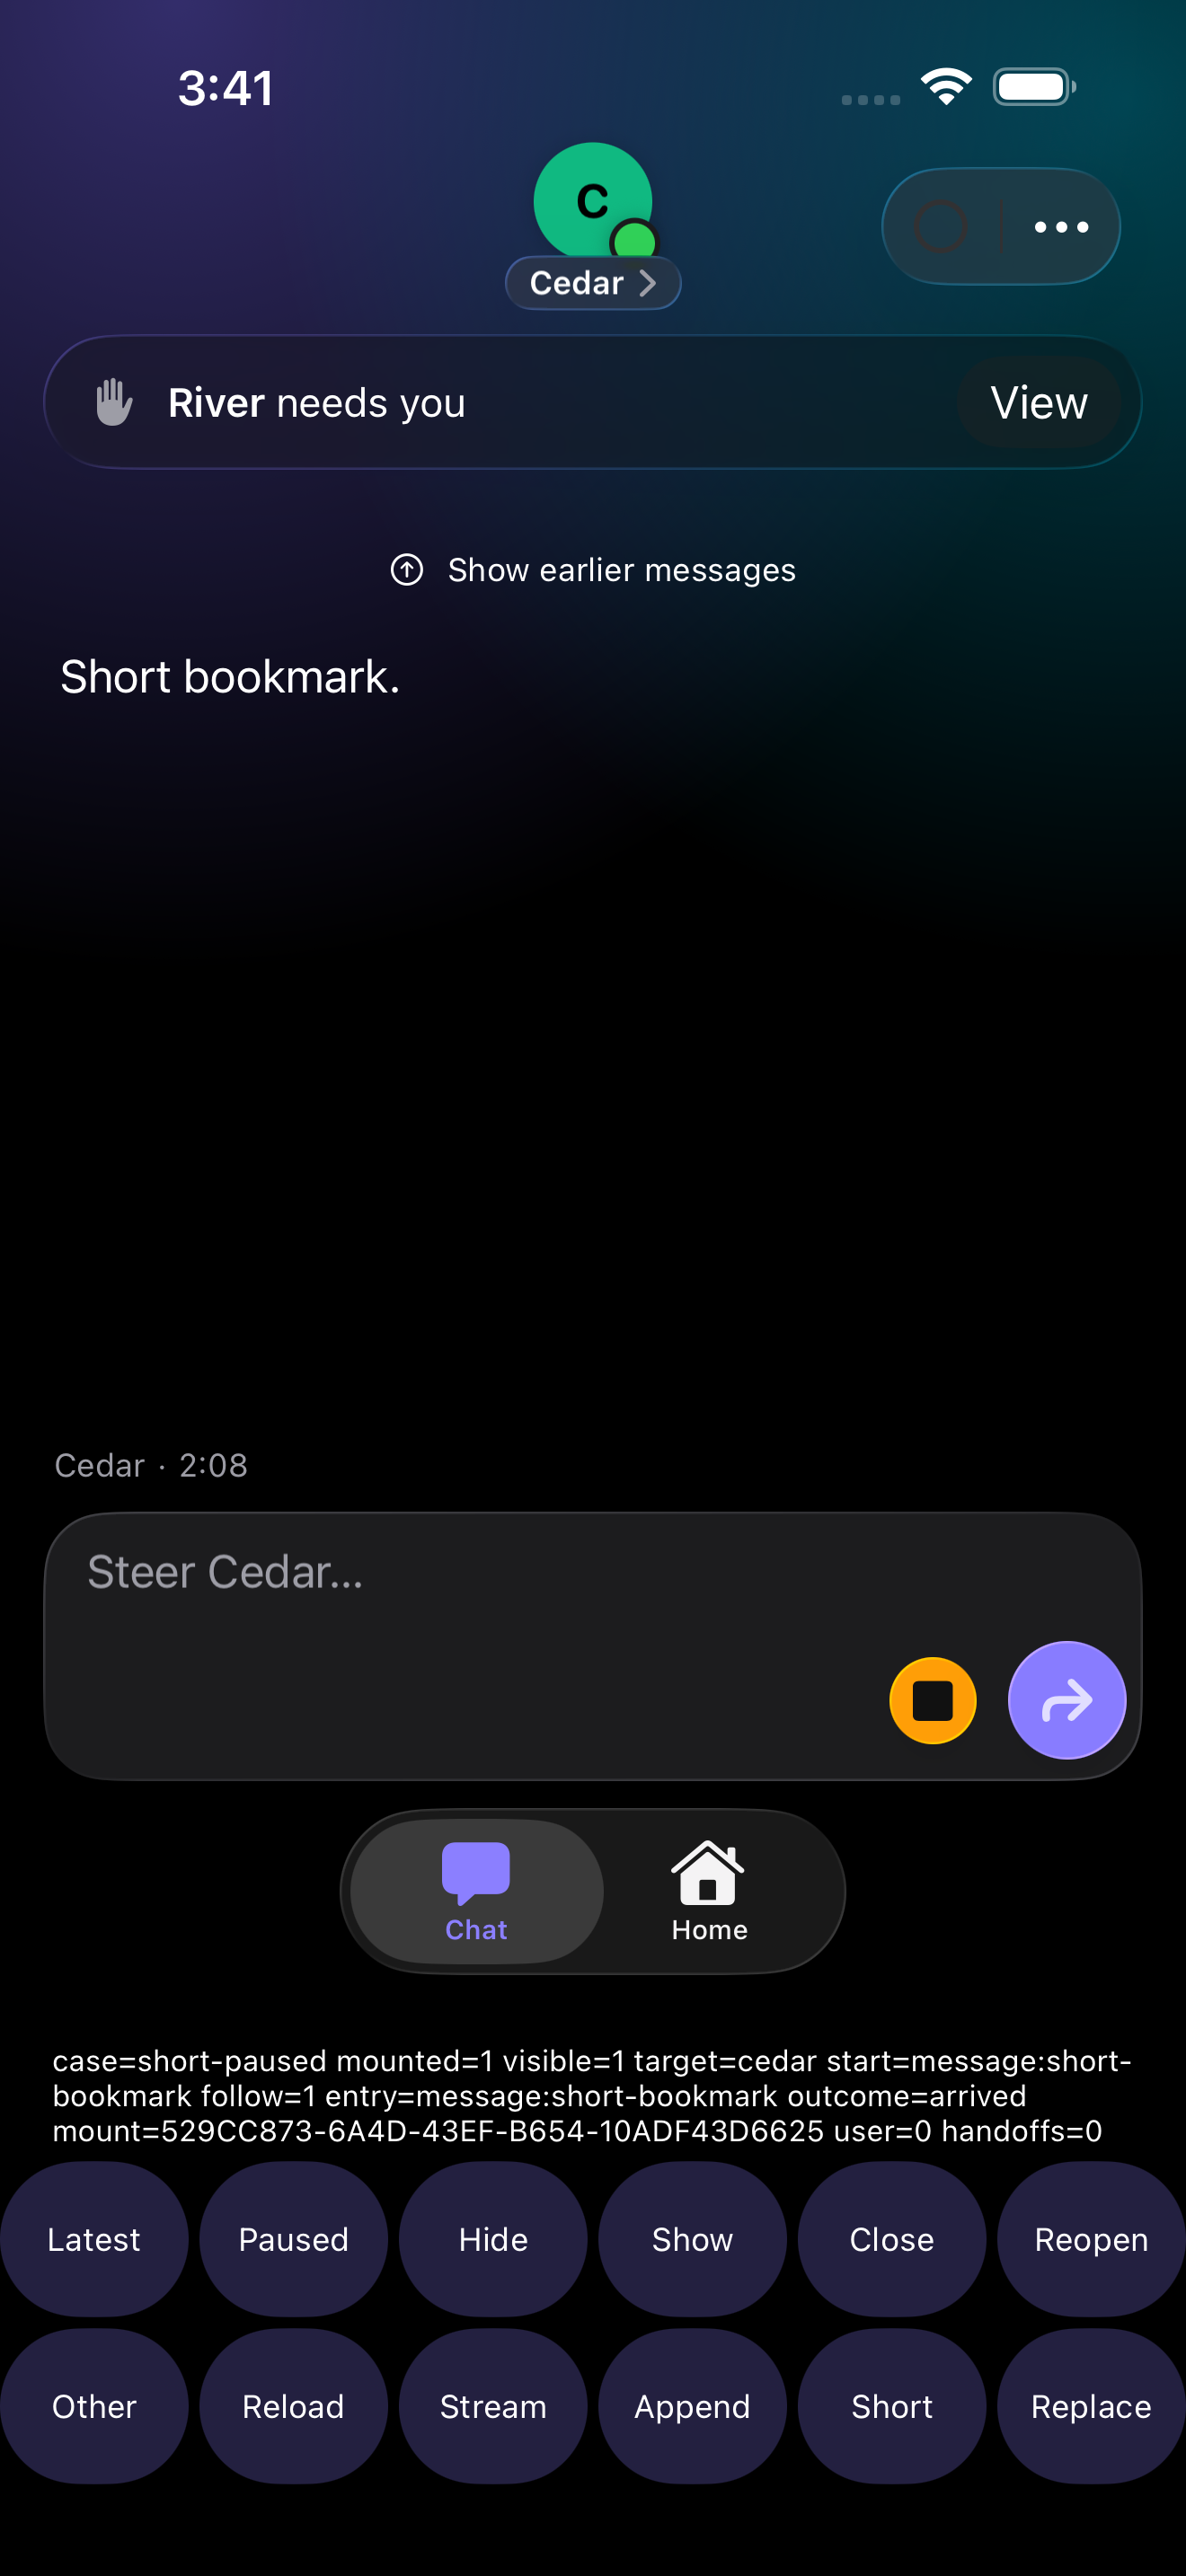 3:41
C
Cedar
River needs you
View
Show earlier messages
Short bookmark.
Cedar · 2:08
Steer Cedar...
Chat
Home
case=short-paused mounted=1 visible=1 target=cedar start=message:short-
bookmark follow=1 entry=message:short-bookmark outcome=arrived
mount=529CC873-6A4D-43EF-B654-10ADF43D6625 user=0 handoffs=0
Latest
Paused
Hide
Show
Close
Reopen
Other
Reload
Stream
Append
Short
Replace